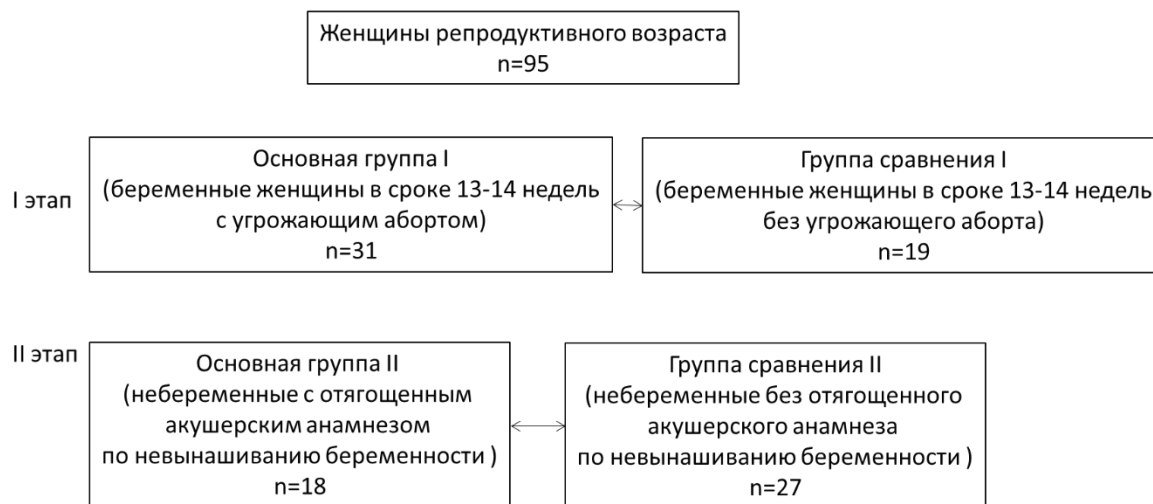 Женщины репродуктивного возраста
n=95
I этап
Основная группа I
(беременные женщины в сроке 13-14 недель
с угрожающим абортом)
n=31
Группа сравнения I
(беременные женщины в сроке 13-14 недель
без угрожающего аборта)
n=19
II этап
Основная группа II
(небеременные с отягощенным
акушерским анамнезом
по невынашиванию беременности )
n=18
Группа сравнения II
(небеременные без отягощенного
акушерского анамнеза
по невынашиванию беременности )
n=27